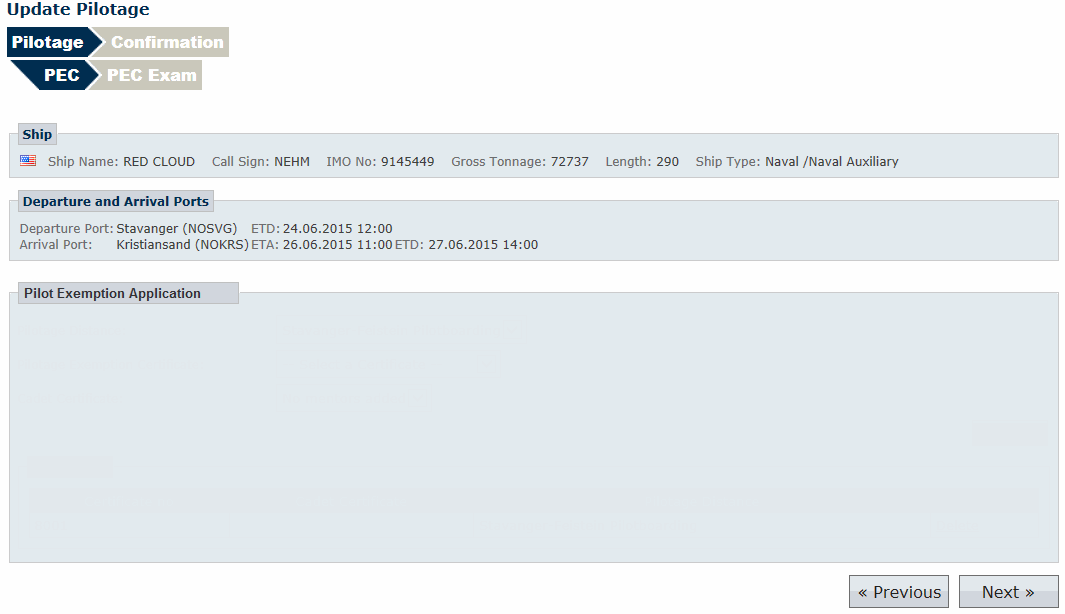 Update Pilotage
Pilotage Confirmation
PEC PEC Exam
Ship
Ship Name: RED CLOUD Call Sign: NEHM IMO No: 9145449 Gross Tonnage: 72737 Length: 290 Ship Type: Naval /Naval Auxiliary
Departure and Arrival Ports
Departure Port: Stavanger (NOSVG) ETD: 24.06.2015 12:00
Arrival Port: Kristiansand (NOKRS) ETA: 26.06.2015 11:00 ETD: 27.06.2015 14:00
Pilot Exemption Application
« Previous Next »